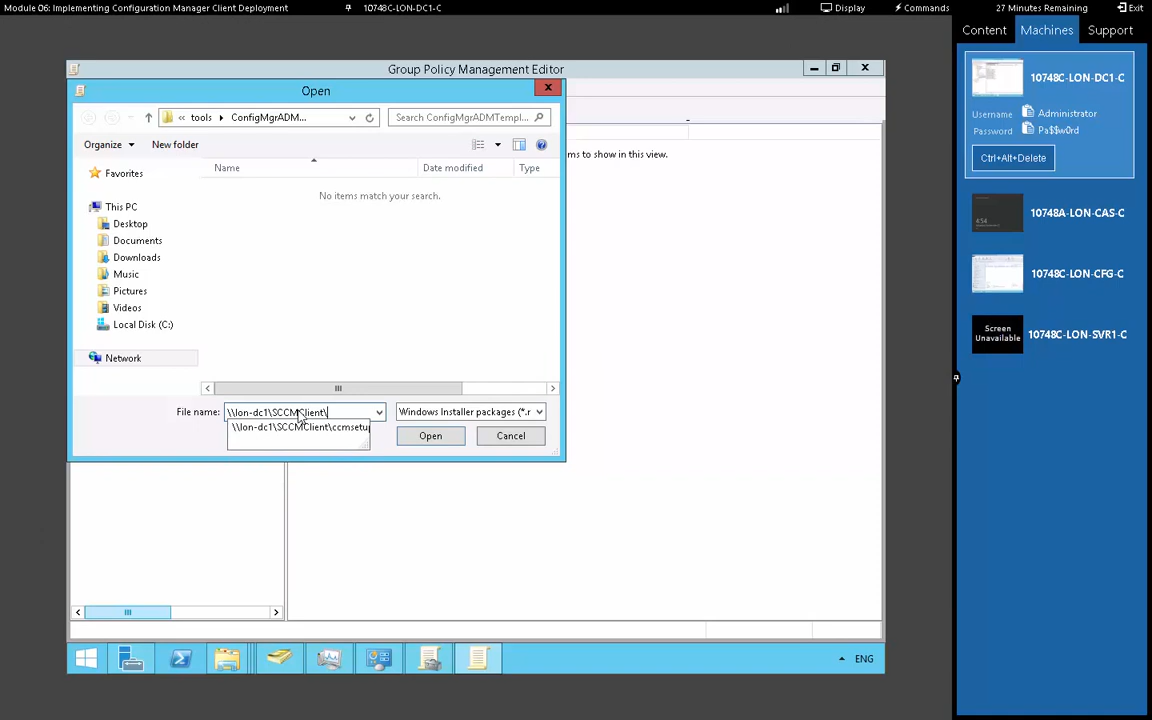 Module 06: Implementing Configuration Manager Client Deployment
10748C-LON-DC1-C
Display
Commands
27 Minutes Remaining
Exit
Content
Machines
Support
Group Policy Management Editor
Open
tools
ConfigMgrADM...
Search ConfigMgrADMTempl...
Organize
New folder
ms to show in this view.
Name
Date modified
Type
No items match your search.
Favorites
This PC
Desktop
Documents
Downloads
Music
Pictures
Videos
Local Disk (C:)
Network
File name:
\\lon-dc1\SCCMClient\
Windows Installer packages (*.r
\\lon-dc1\SCCMClient\ccmsetup
Open
Cancel
ENG
10748C-LON-DC1-C
Username
Administrator
Password
Pa$$w0rd
Ctrl+Alt+Delete
4:54
10748A-LON-CAS-C
10748C-LON-CFG-C
Screen
Unavailable
10748C-LON-SVR1-C